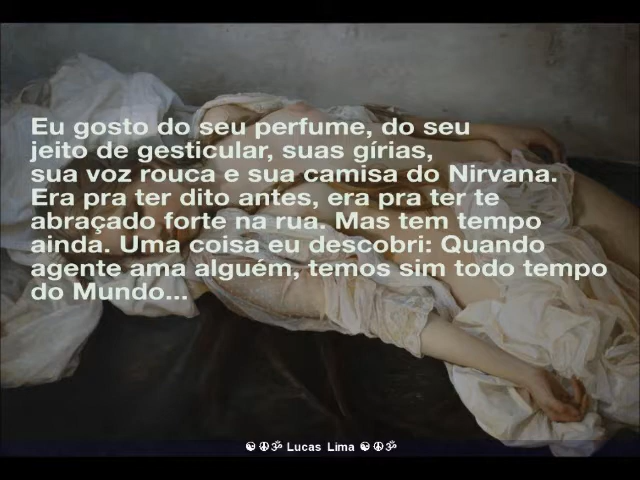 Eu gosto do seu perfume, do seu
jeito de gesticular, suas gírias,
sua voz rouca e sua camisa do Nirvana.
Era pra ter dito antes, era pra ter te
abraçado forte na rua. Mas tem tempo
ainda. Uma coisa eu descobri: Quando
agente ama alguém, temos sim todo tempo
do Mundo...
☯☮ॐ Lucas Lima ☯☮ॐ